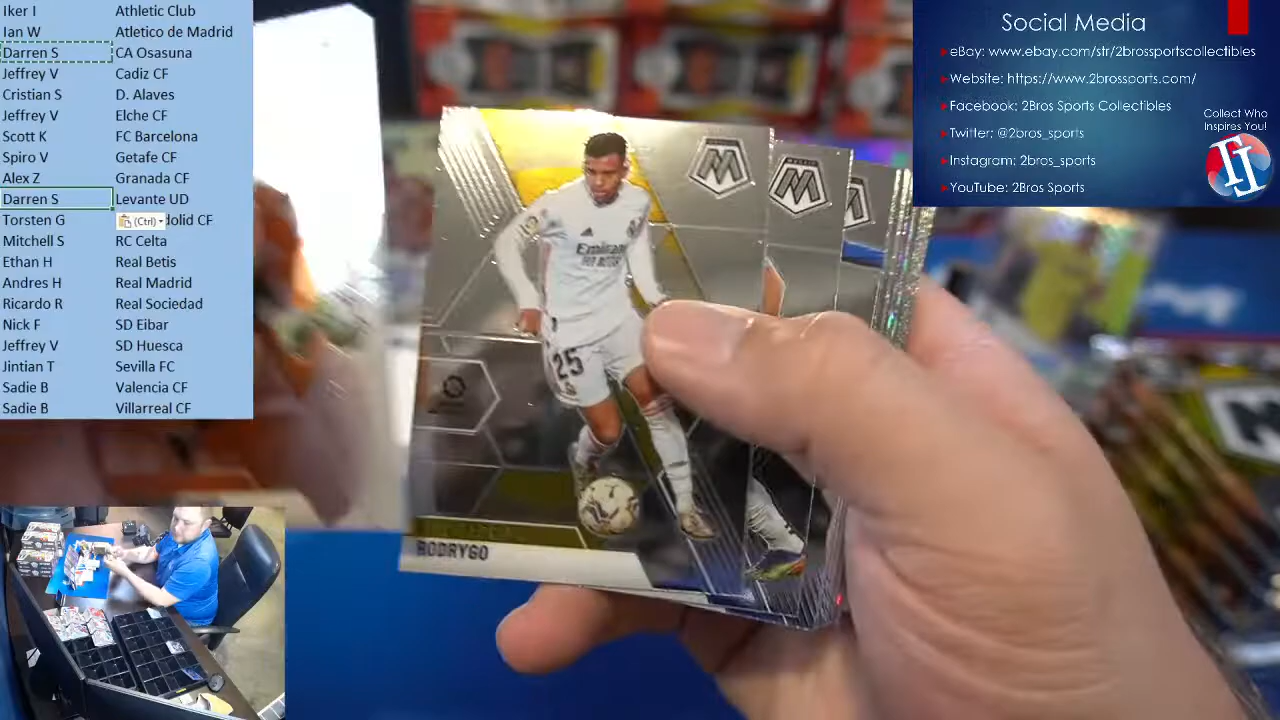 Iker I Athletic Club
Ian W Atletico de Madrid
Darren S CA Osasuna
Jeffrey V Cadiz CF
Cristian S D. Alaves
Jeffrey V Elche CF
Scott K FC Barcelona
Spiro V Getafe CF
Alex Z Granada CF
Darren S Levante UD
Torsten G (Ctrl) dolid CF
Mitchell S RC Celta
Ethan H Real Betis
Andres H Real Madrid
Ricardo R Real Sociedad
Nick F SD Eibar
Jeffrey V SD Huesca
Jintian T Sevilla FC
Sadie B Valencia CF
Sadie B Villarreal CF
Social Media
eBay: www.ebay.com/str/2brossportscollectibles
Website: https://www.2brossports.com/
Facebook: 2Bros Sports Collectibles
Twitter: @2bros_sports
Instagram: 2bros_sports
YouTube: 2Bros Sports
Collect Who
Inspires You!
Emirates
25
RODRYGO